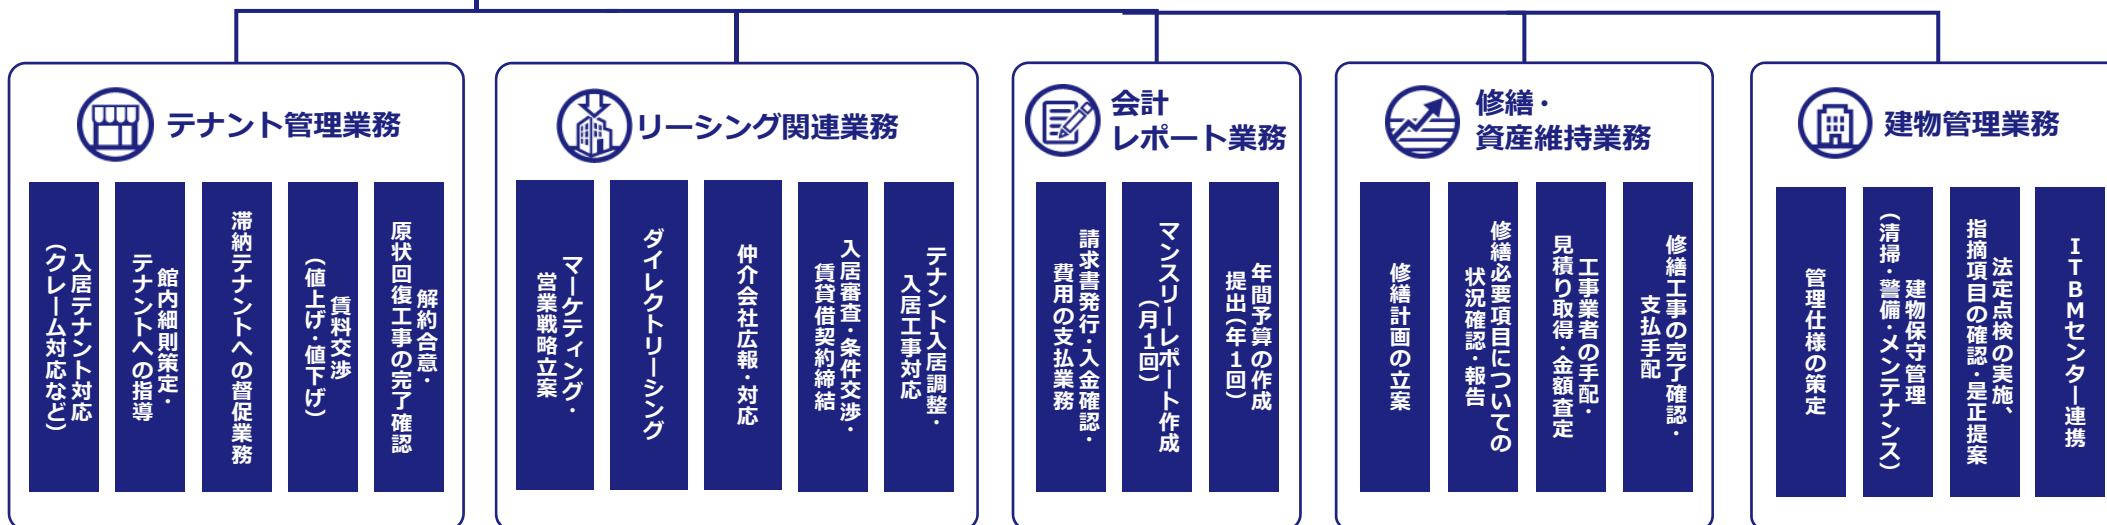 テナント管理業務
入居テナント対応
(クレーム対応など)
館内細則策定・
テナントへの指導
滞納テナントへの督促業務
賃料交渉
(値上げ・値下げ)
解約合意・
原状回復工事の完了確認
リーシング関連業務
マーケティング・
営業戦略立案
ダイレクトリーシング
仲介会社広報・対応
入居審査・条件交渉・
賃貸借契約締結
テナント入居調整・
入居工事対応
会計
レポート業務
請求書発行・入金確認・
費用の支払業務
マンスリーレポート作成
(月1回)
年間予算の作成
提出(年1回)
修繕・
資産維持業務
修繕計画の立案
修繕必要項目についての
状況確認・報告
工事業者の手配・
見積り取得・金額査定
修繕工事の完了確認・
支払手配
建物管理業務
管理仕様の策定
建物保守管理
(清掃・警備・メンテナンス)
法定点検の実施、
指摘項目の確認・是正提案
ITBMセンター連携